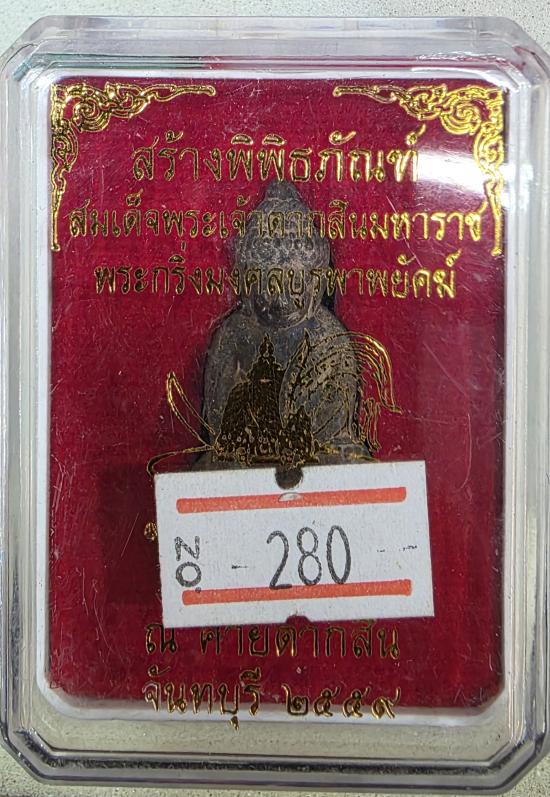 สร้างพิพิธภัณฑ์
สมเด็จพระเจ้าตากสินมหาราช
พระกริ่งมงคลบูรพาพยัคฆ์
NO.
- 280 -
ณ ค่ายตากสิน
จันทบุรี ๒๕๕๙